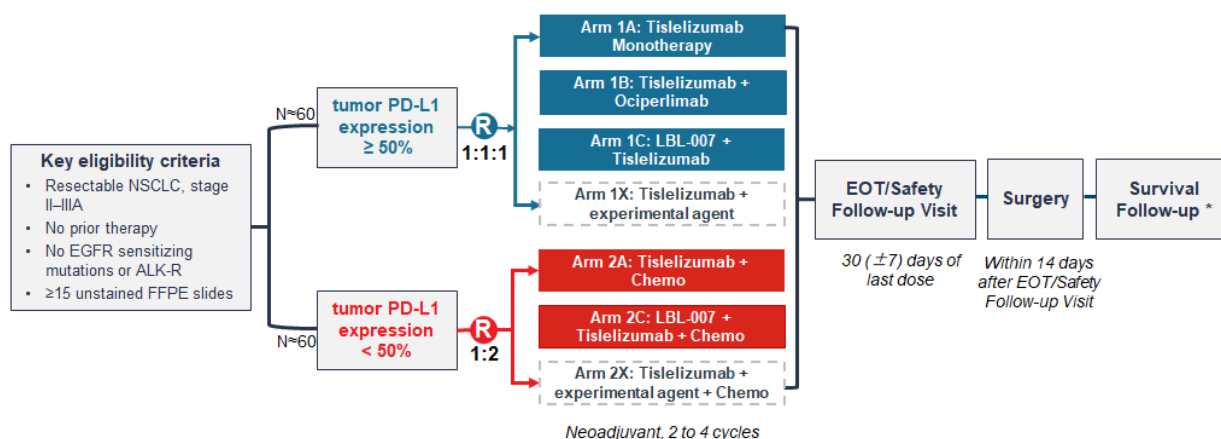 Key eligibility criteria
• Resectable NSCLC, stage
II–IIIA
• No prior therapy
• No EGFR sensitizing
mutations or ALK-R
• ≥15 unstained FFPE slides
N≈60
tumor PD-L1
expression
≥ 50%
R
1:1:1
Arm 1A: Tislelizumab
Monotherapy
Arm 1B: Tislelizumab +
Ociperlimab
Arm 1C: LBL-007 +
Tislelizumab
Arm 1X: Tislelizumab +
experimental agent
N≈60
tumor PD-L1
expression
< 50%
R
1:2
Arm 2A: Tislelizumab +
Chemo
Arm 2C: LBL-007 +
Tislelizumab + Chemo
Arm 2X: Tislelizumab +
experimental agent + Chemo
Neoadjuvant, 2 to 4 cycles
EOT/Safety
Follow-up Visit
30 (±7) days of
last dose
Surgery
Within 14 days
after EOT/Safety
Follow-up Visit
Survival
Follow-up *